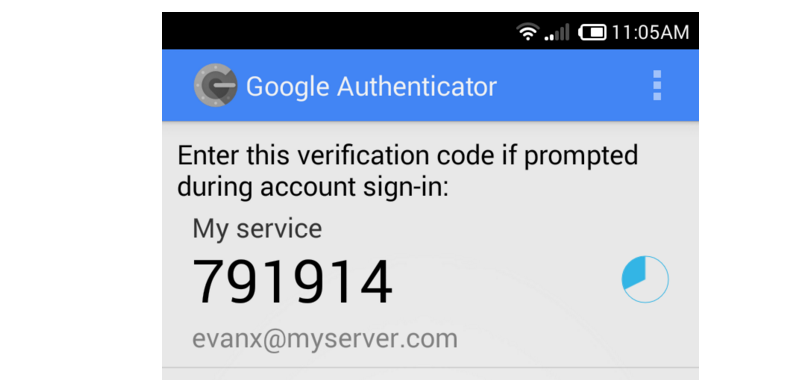 11:05AM
Google Authenticator
Enter this verification code if prompted
during account sign-in:
My service
791914
evanx@myserver.com